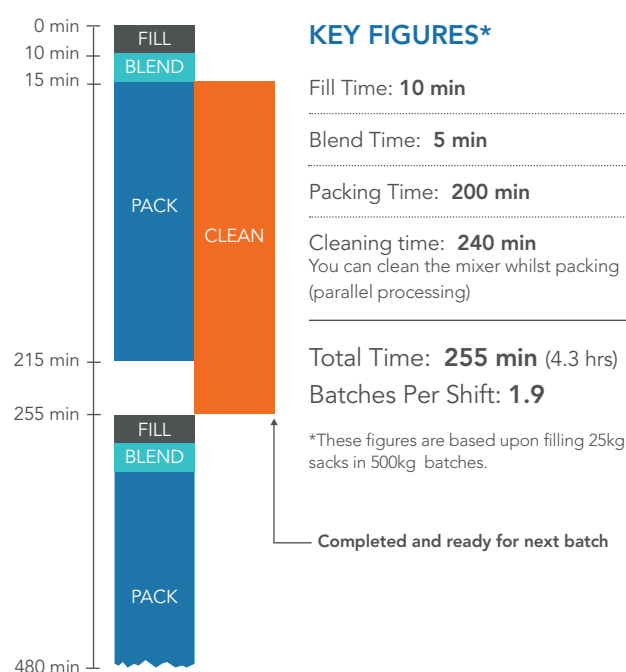 0 min
10 min
15 min
215 min
255 min
480 min
FILL
BLEND
PACK
CLEAN
FILL
BLEND
PACK
KEY FIGURES*
Fill Time: 10 min
Blend Time: 5 min
Packing Time: 200 min
Cleaning time: 240 min
You can clean the mixer whilst packing
(parallel processing)
Total Time: 255 min (4.3 hrs)
Batches Per Shift: 1.9
*These figures are based upon filling 25kg
sacks in 500kg batches.
Completed and ready for next batch